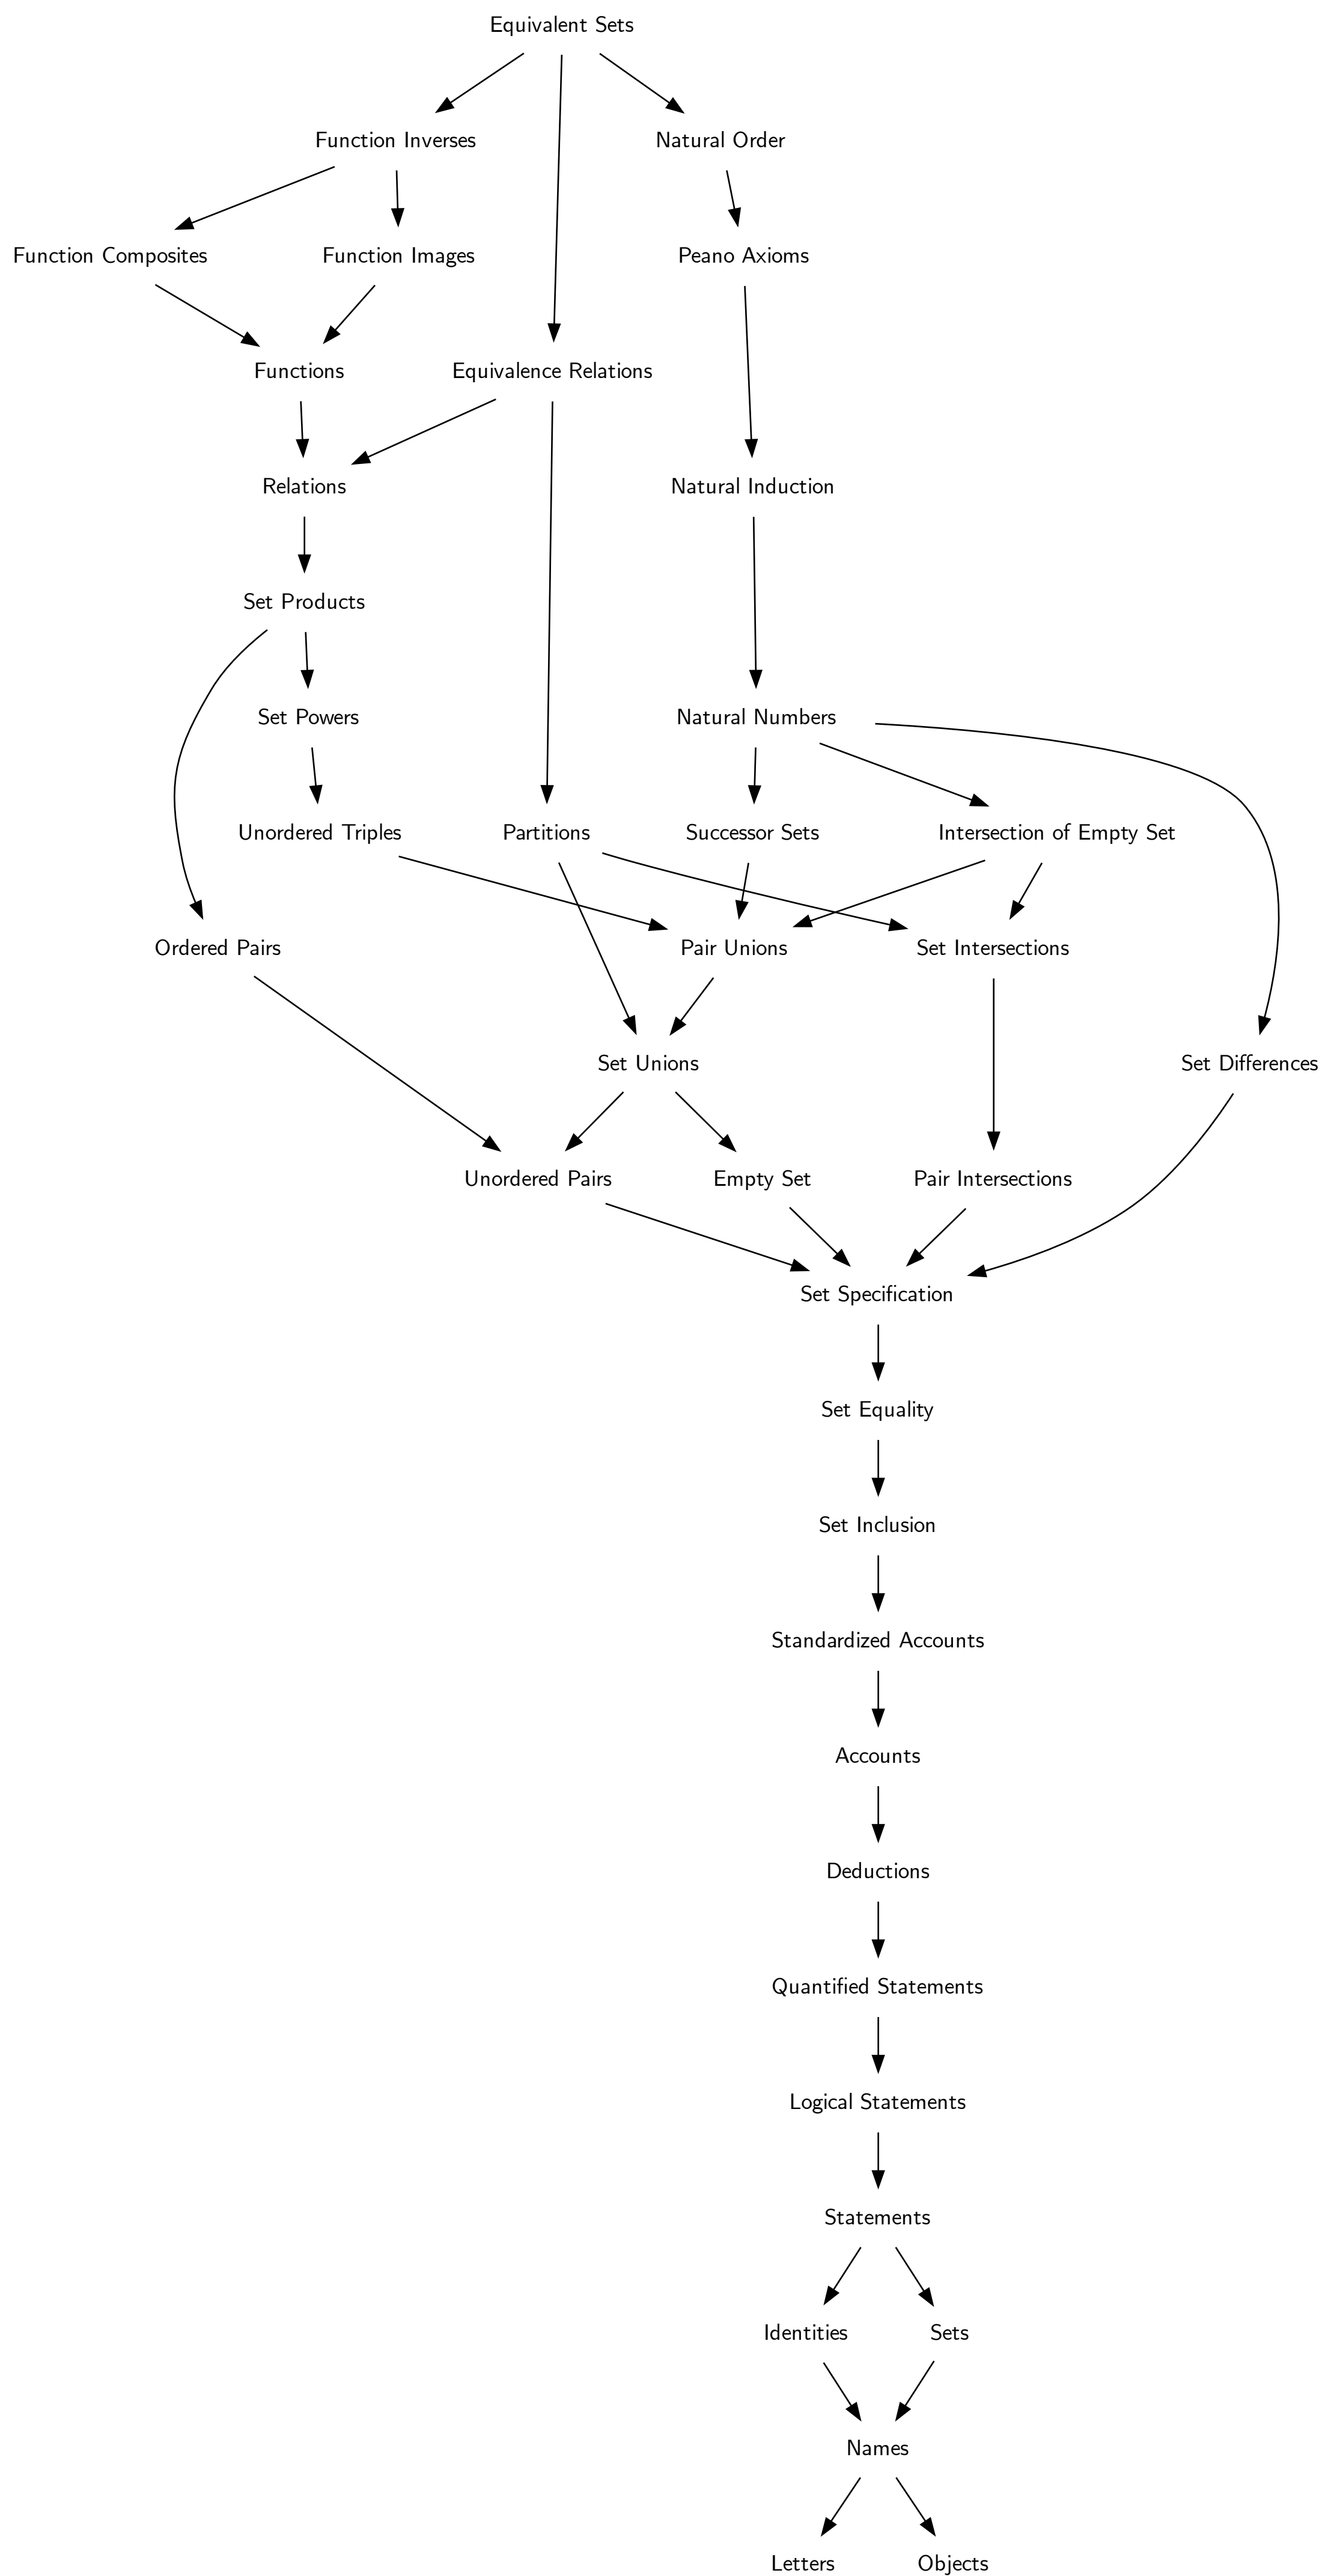 Equivalent Sets
Function Inverses
Natural Order
Function Composites
Function Images
Peano Axioms
Functions
Equivalence Relations
Relations
Natural Induction
Set Products
Set Powers
Natural Numbers
Unordered Triples
Partitions
Successor Sets
Intersection of Empty Set
Ordered Pairs
Pair Unions
Set Intersections
Set Unions
Set Differences
Unordered Pairs
Empty Set
Pair Intersections
Set Specification
Set Equality
Set Inclusion
Standardized Accounts
Accounts
Deductions
Quantified Statements
Logical Statements
Statements
Identities
Sets
Names
Letters
Objects